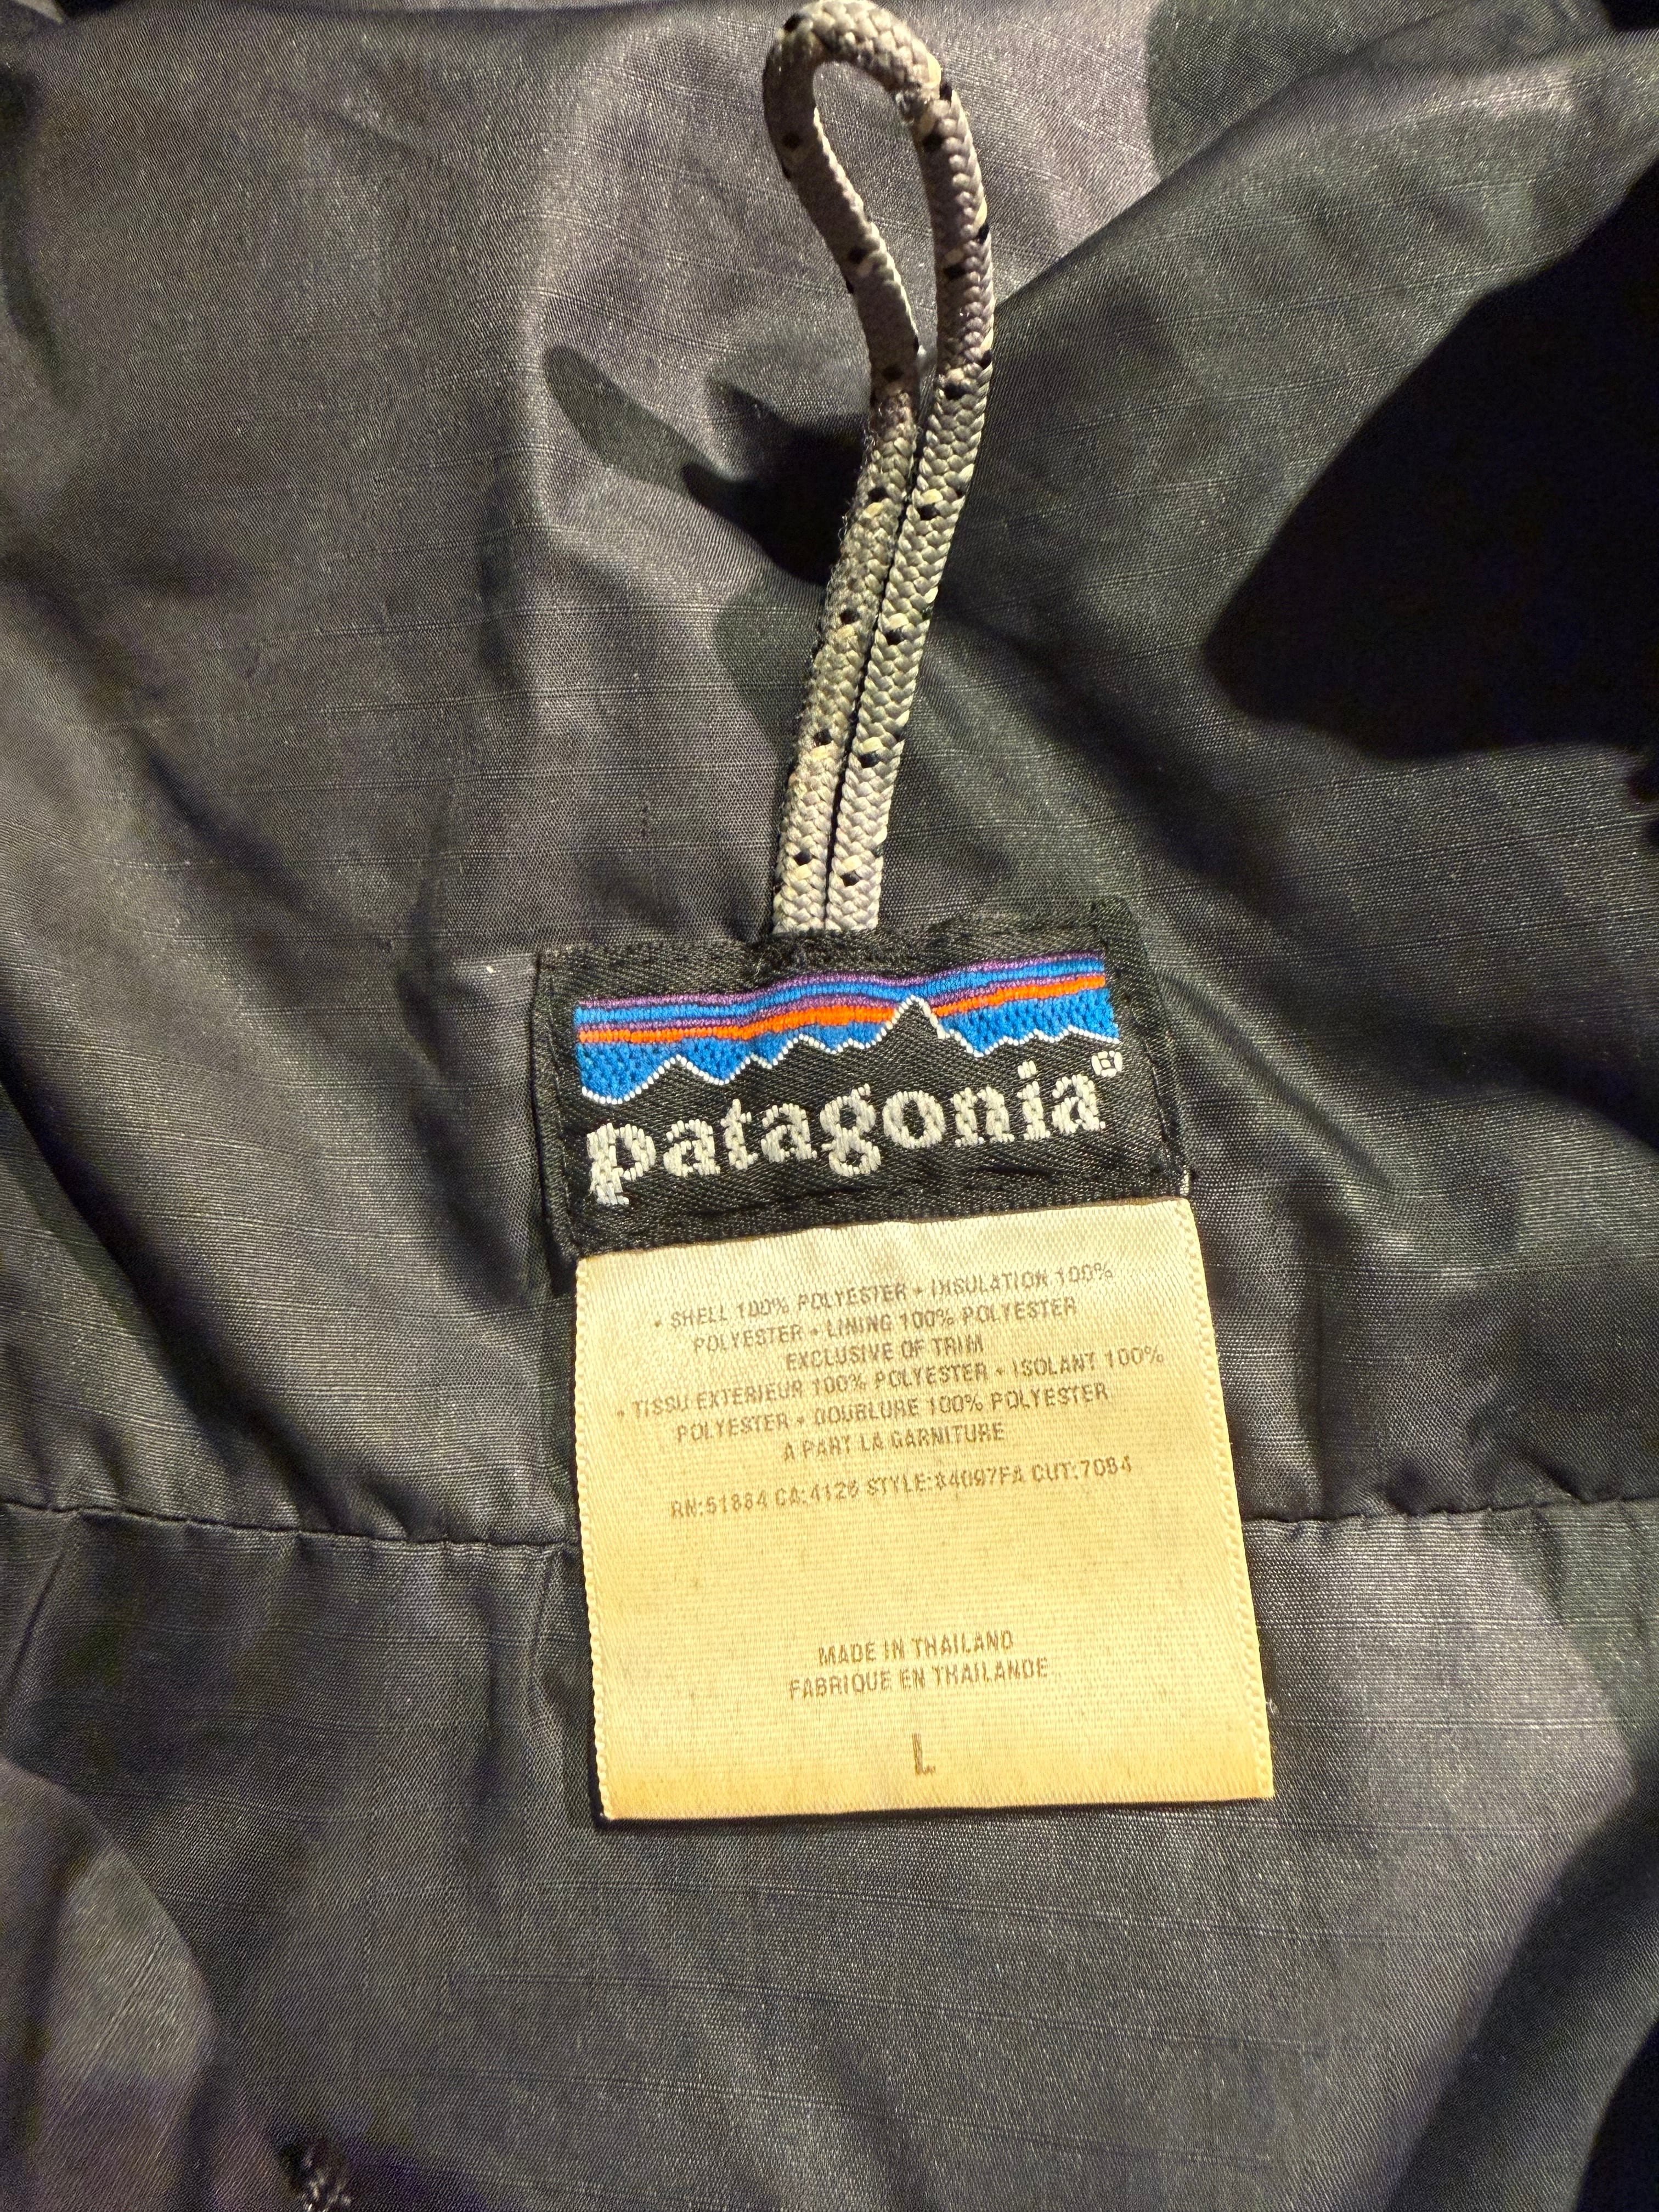 patagonia®
• SHELL 100% POLYESTER • INSULATION 100%
POLYESTER • LINING 100% POLYESTER
EXCLUSIVE OF TRIM
• TISSU EXTERIEUR 100% POLYESTER • ISOLANT 100%
POLYESTER • DOUBLURE 100% POLYESTER
A PART LA GARNITURE
RN:51884 CA:4126 STYLE:84097FA CUT:7084
MADE IN THAILAND
FABRIQUE EN THAILANDE
L